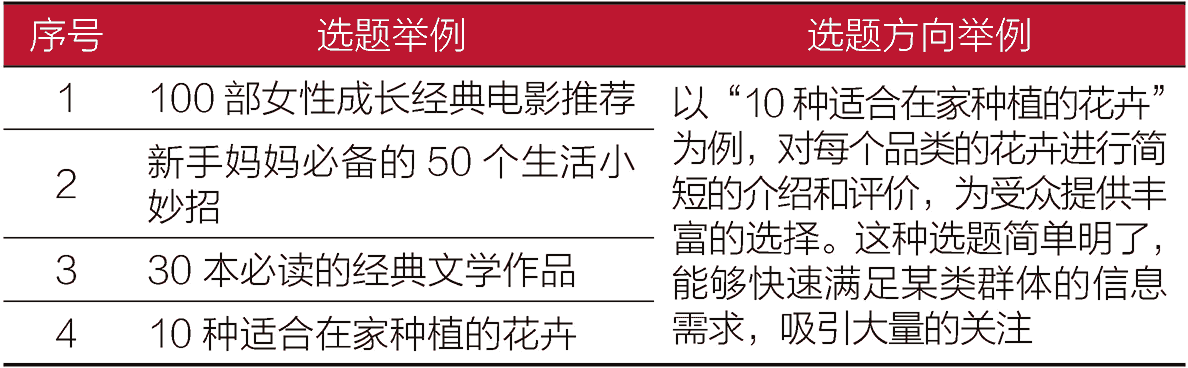 序号 选题举例 选题方向举例
1 100 部女性成长经典电影推荐
2 新手妈妈必备的 50 个生活小
妙招
3 30 本必读的经典文学作品
4 10 种适合在家种植的花卉
以“10 种适合在家种植的花卉”
为例，对每个品类的花卉进行简
短的介绍和评价，为受众提供丰
富的选择。这种选题简单明了，
能够快速满足某类群体的信息
需求，吸引大量的关注